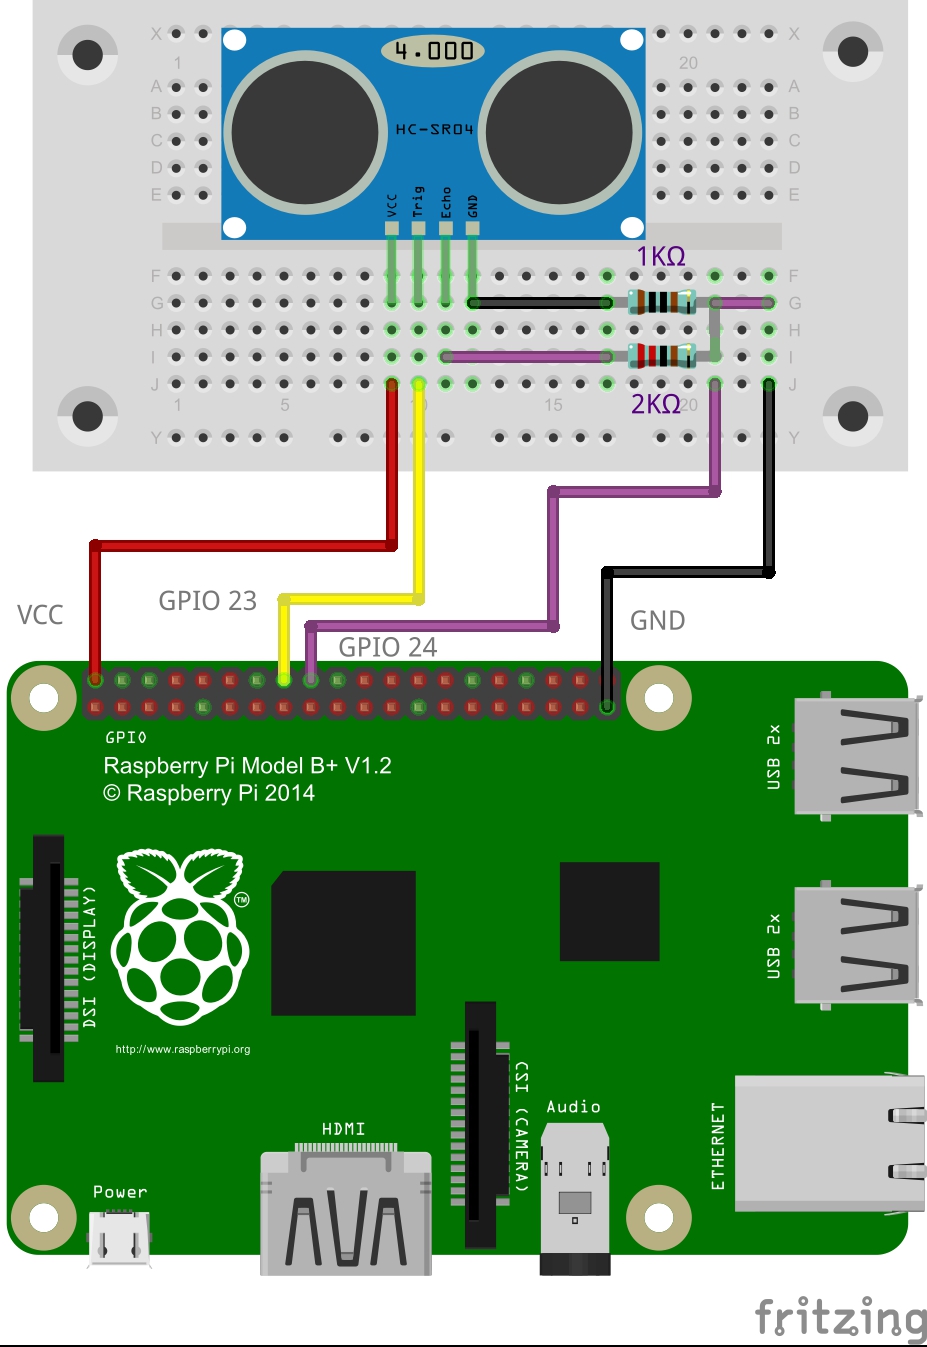 X X
1 20
4.000
A A
B B
HC-SR04
C C
D D
E E
VCC
Trig
Echo
GND
1KΩ
F F
G G
H H
I I
J J
2KΩ
1 5 15 20
Y Y
VCC
GPIO 23
GPIO 24
GND
GPIO
Raspberry Pi Model B+ V1.2
© Raspberry Pi 2014
USB 2x
TM
DSI (DISPLAY)
USB 2x
http://www.raspberrypi.org
CSI (CAMERA)
Audio
ETHERNET
HDMI
Power
fritzing